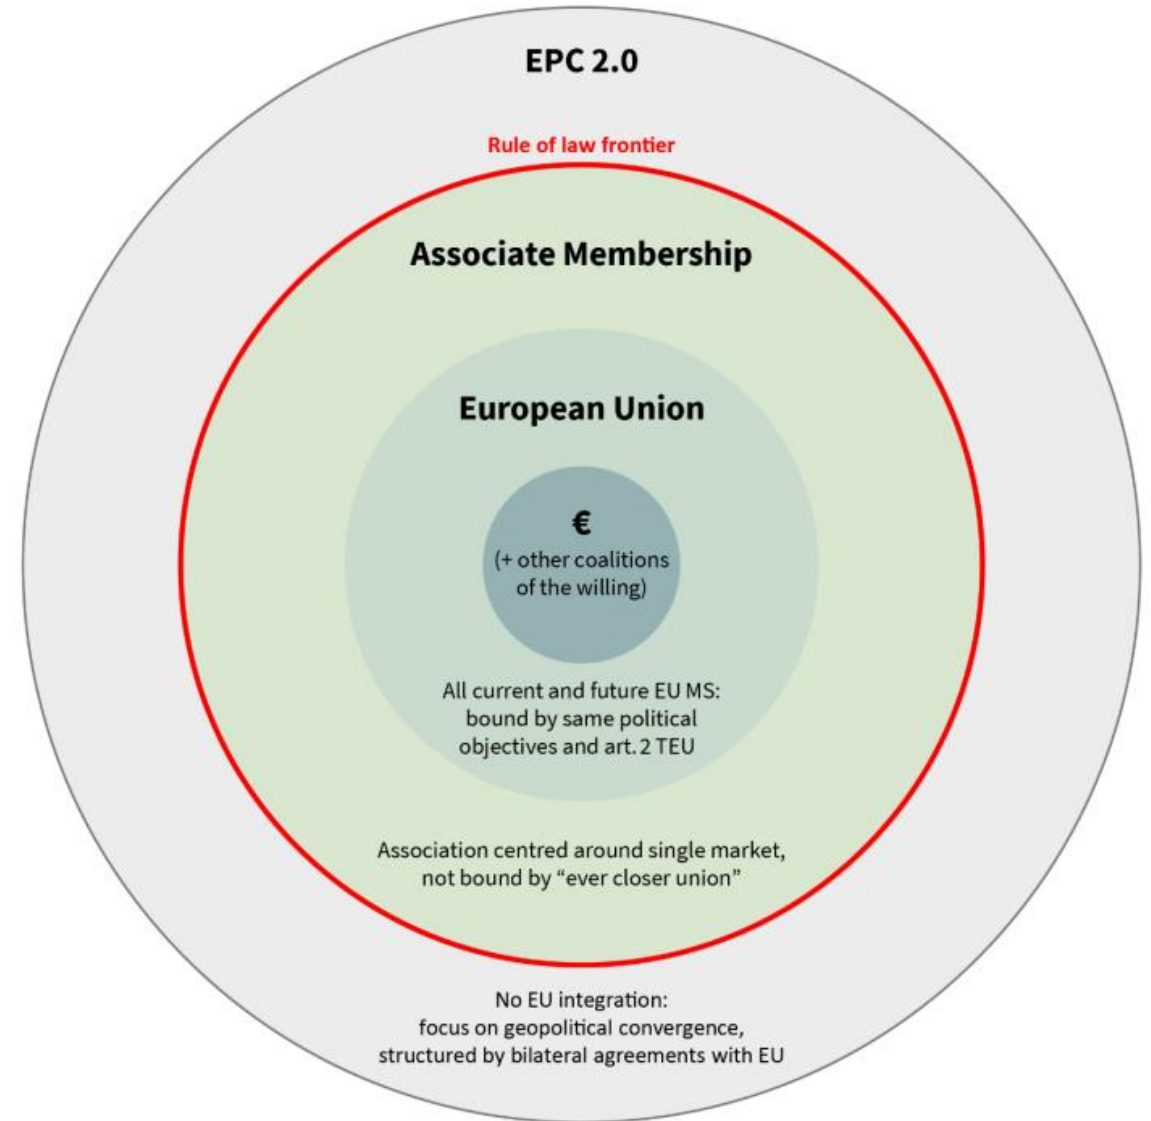 EPC 2.0
Rule of law frontier
Associate Membership
European Union
€
(+ other coalitions
of the willing)
All current and future EU MS:
bound by same political
objectives and art. 2 TEU
Association centred around single market,
not bound by “ever closer union”
No EU integration:
focus on geopolitical convergence,
structured by bilateral agreements with EU